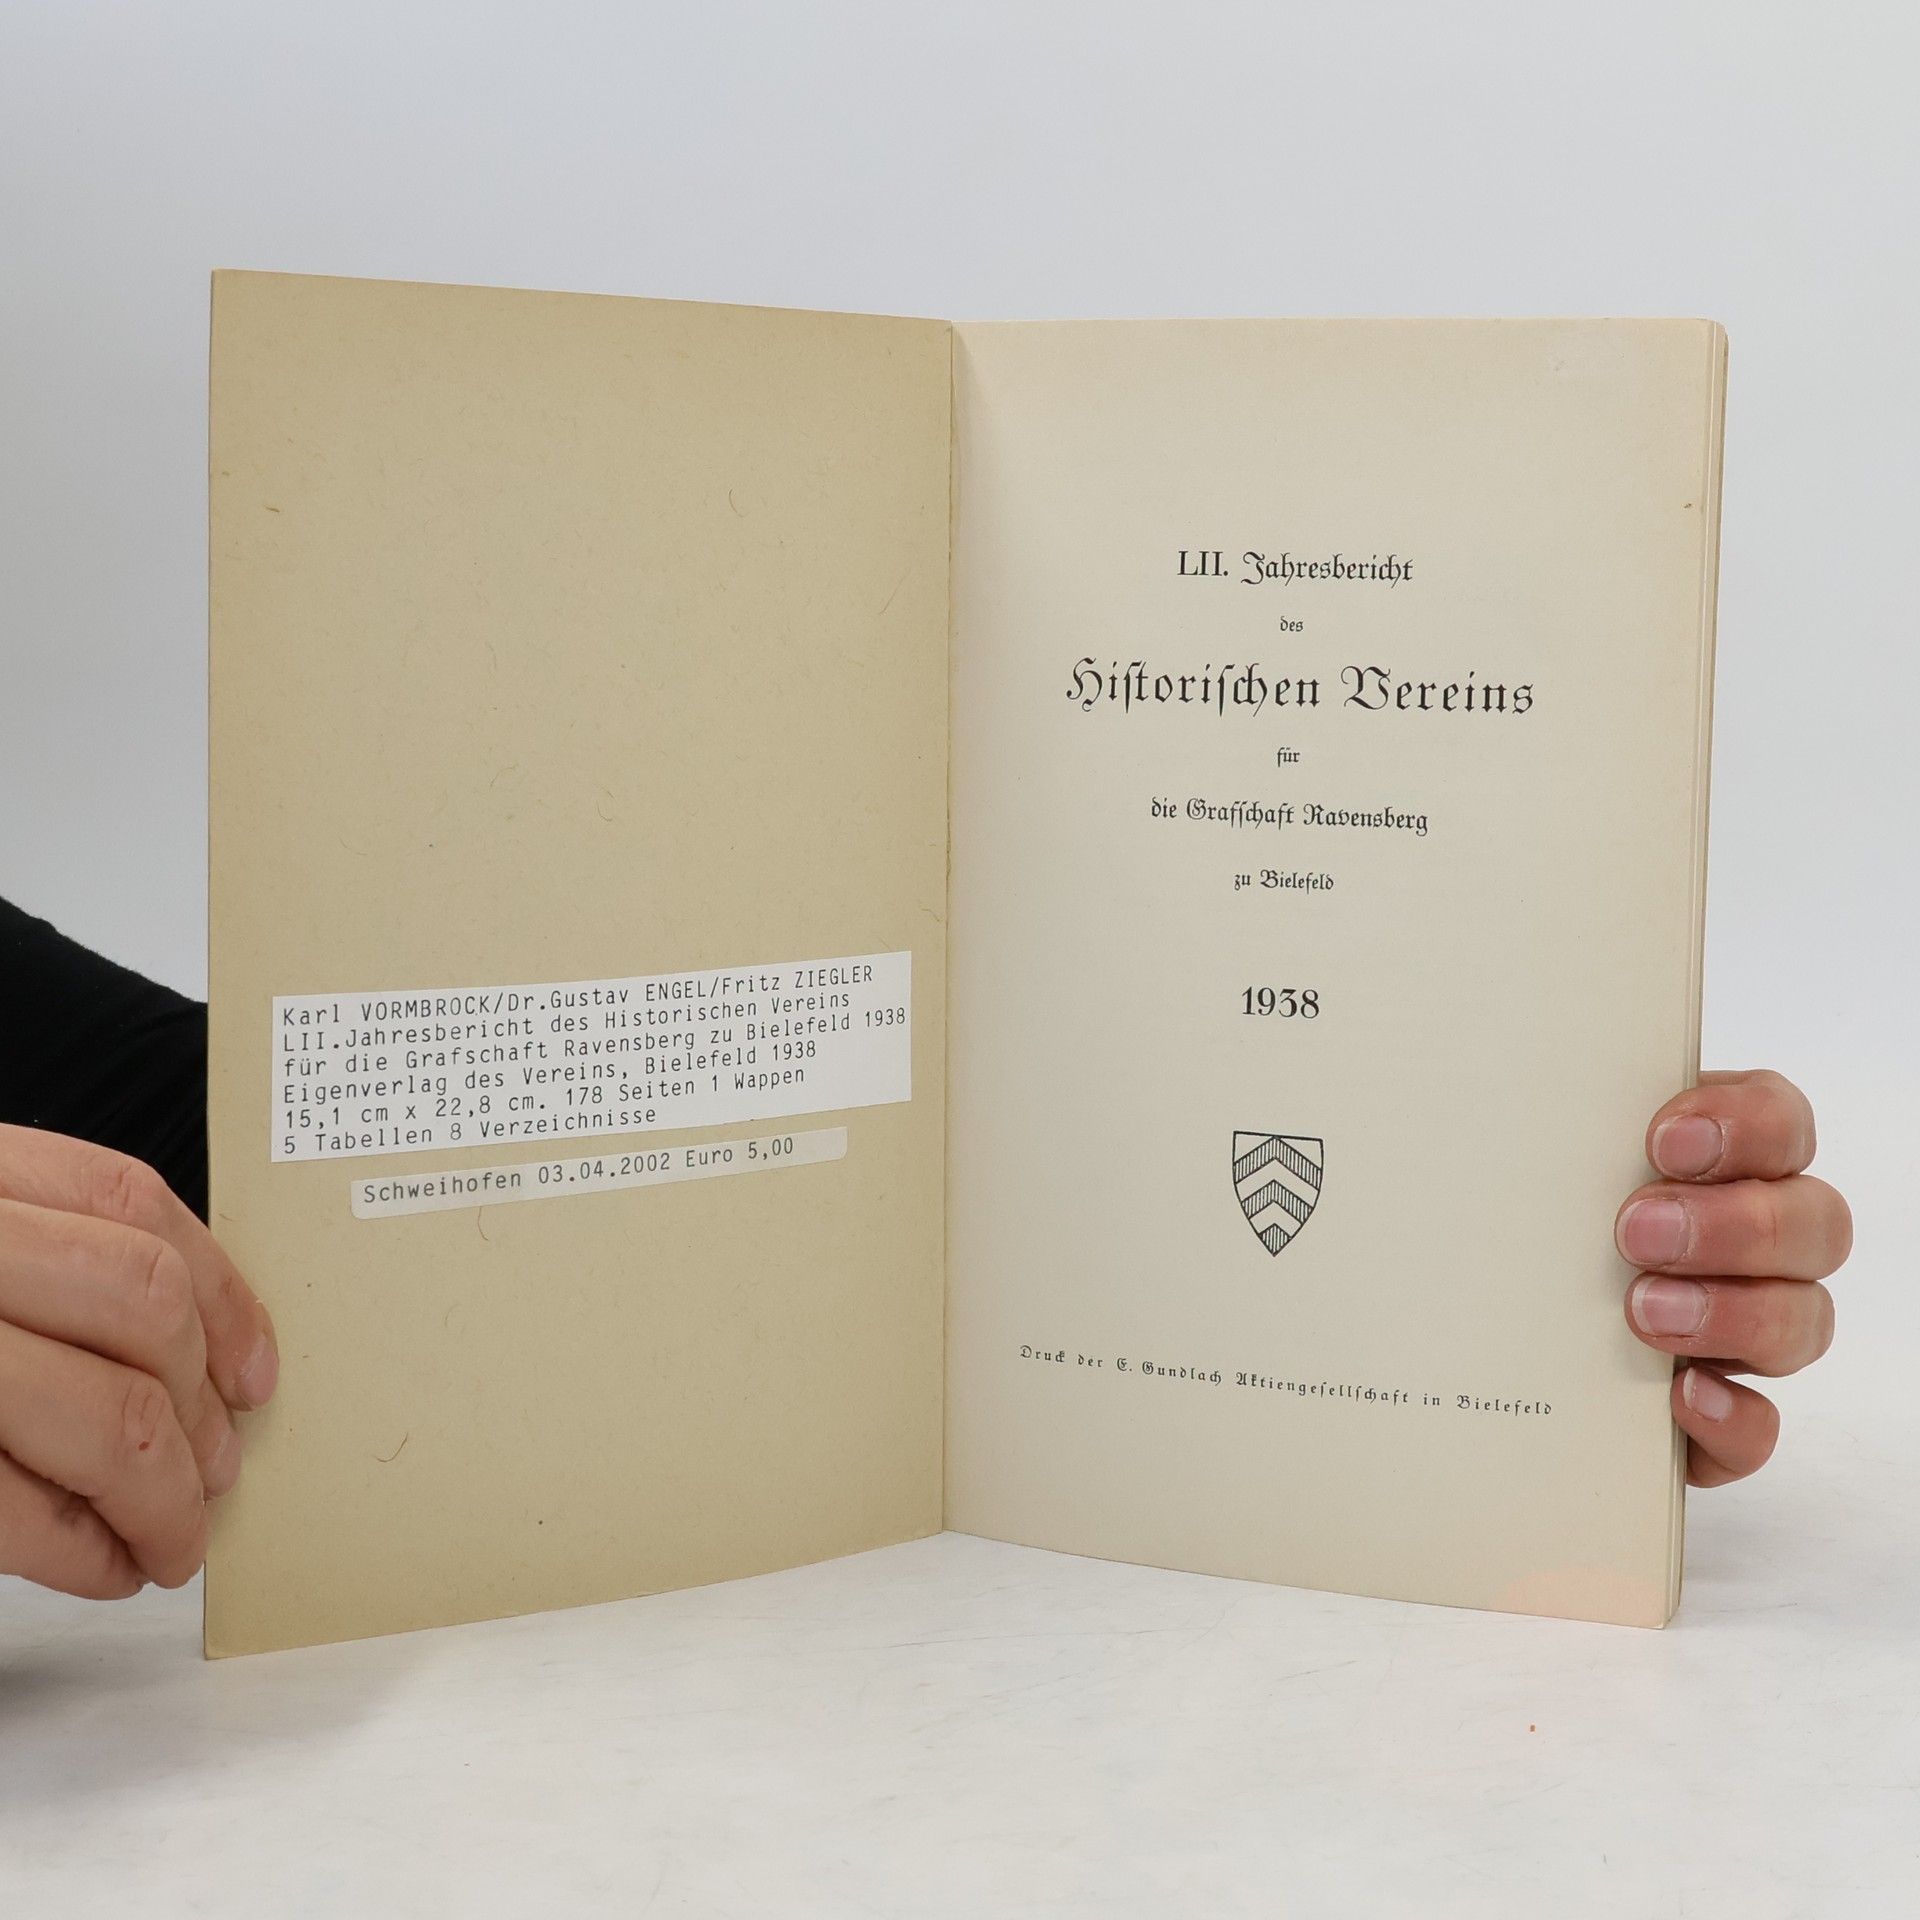 Karl VORMBROCK/Dr.Gustav ENGEL/Fritz ZIEGLER
LII.Jahresbericht des Historischen Vereins
für die Grafschaft Ravensberg zu Bielefeld 1938
Eigenverlag des Vereins, Bielefeld 1938
15,1 cm x 22,8 cm. 178 Seiten 1 Wappen
5 Tabellen 8 Verzeichnisse
Schweihofen 03.04.2002 Euro 5,00
LII. Jahresbericht
des
Hiſtoriſchen Vereins
für
die Grafſchaft Ravensberg
zu Bielefeld
1938
Druck der E. Gundlach Aktiengeſellſchaft in Bielefeld